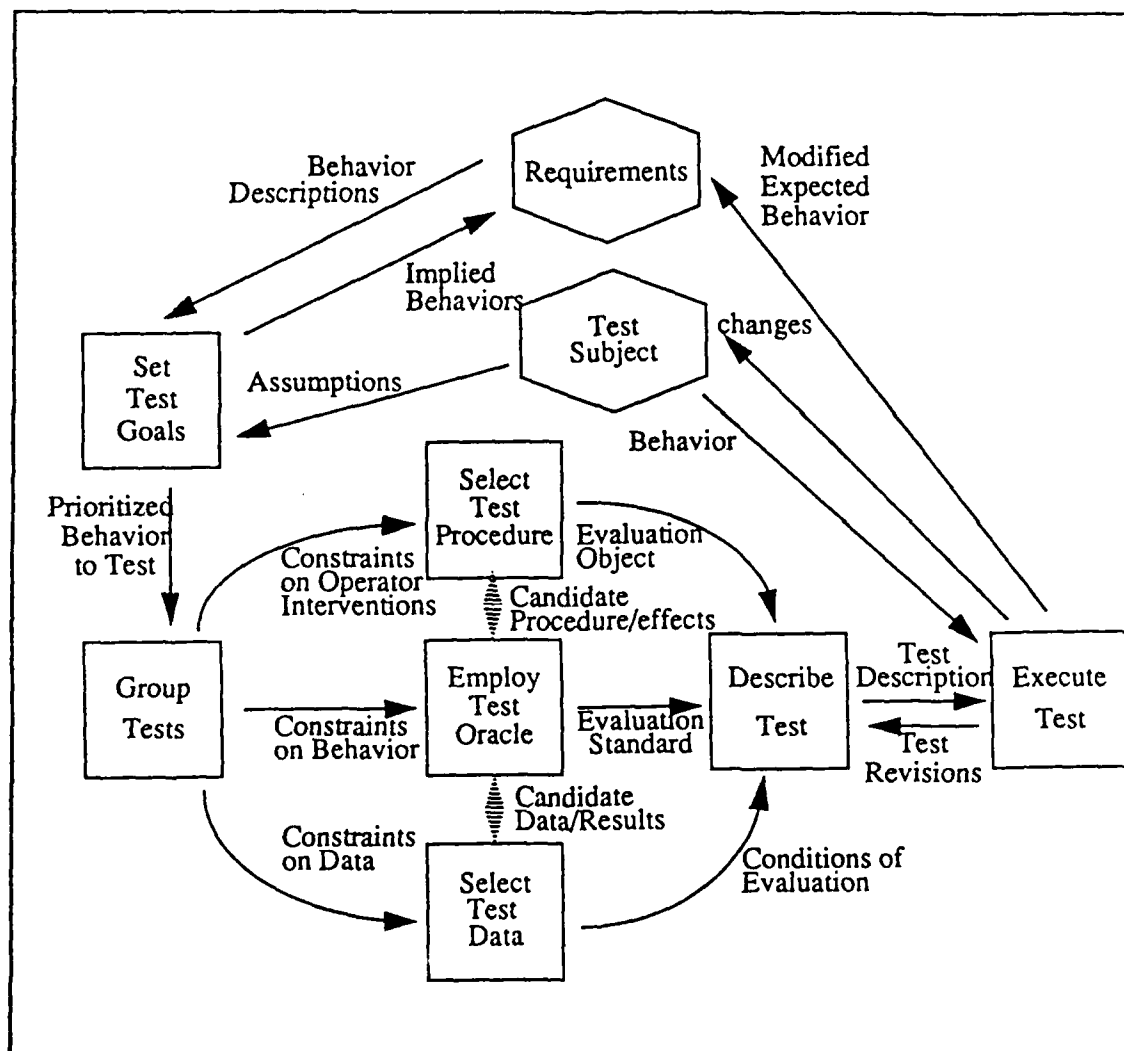 Requirements
Behavior
Descriptions
Modified
Expected
Behavior
Implied
Behaviors
Test
Subject
changes
Set
Test
Goals
Assumptions
Behavior
Prioritized
Behavior
to Test
Select
Test
Procedure
Evaluation
Object
Constraints
on Operator
Interventions
Candidate
Procedure/effects
Group
Tests
Constraints
on Behavior
Employ
Test
Oracle
Evaluation
Standard
Describe
Test
Test
Description
Test
Revisions
Execute
Test
Candidate
Data/Results
Constraints
on Data
Select
Test
Data
Conditions of
Evaluation